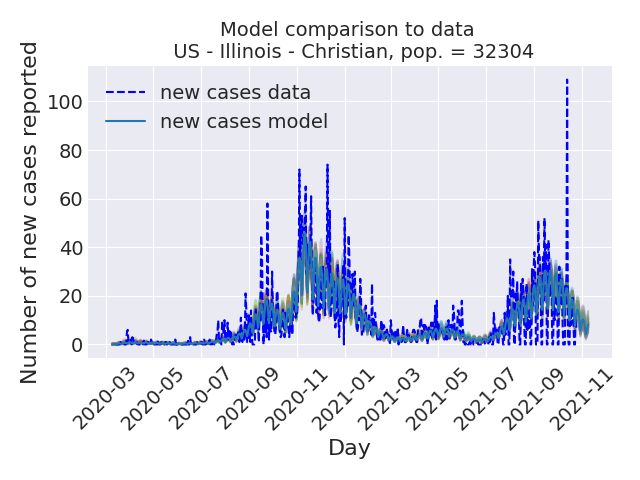 Model comparison to data
US - Illinois - Christian, pop. = 32304
Number of new cases reported
100
80
60
40
20
0
new cases data
new cases model
2020-03
2020-05
2020-07
2020-09
2020-11
2021-01
2021-03
2021-05
2021-07
2021-09
2021-11
Day